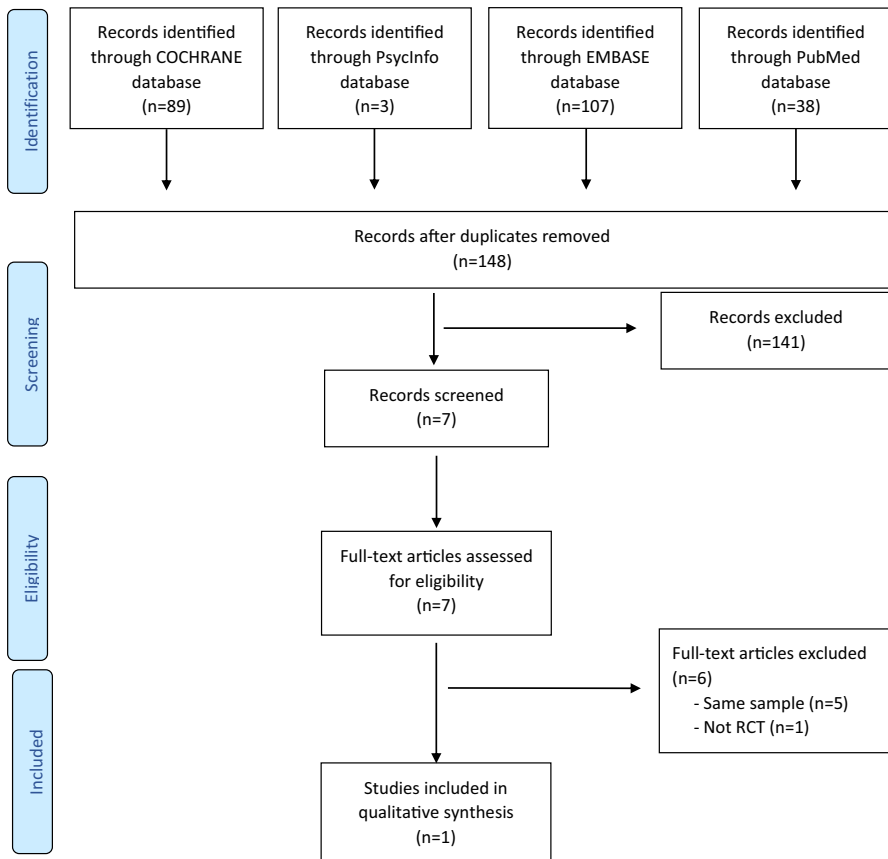 Identification
Records identified
through COCHRANE
database
(n=89)
Records identified
through PsycInfo
database
(n=3)
Records identified
through EMBASE
database
(n=107)
Records identified
through PubMed
database
(n=38)
Records after duplicates removed
(n=148)
Screening
Records excluded
(n=141)
Records screened
(n=7)
Eligibility
Full-text articles assessed
for eligibility
(n=7)
Full-text articles excluded
(n=6)
- Same sample (n=5)
- Not RCT (n=1)
Included
Studies included in
qualitative synthesis
(n=1)